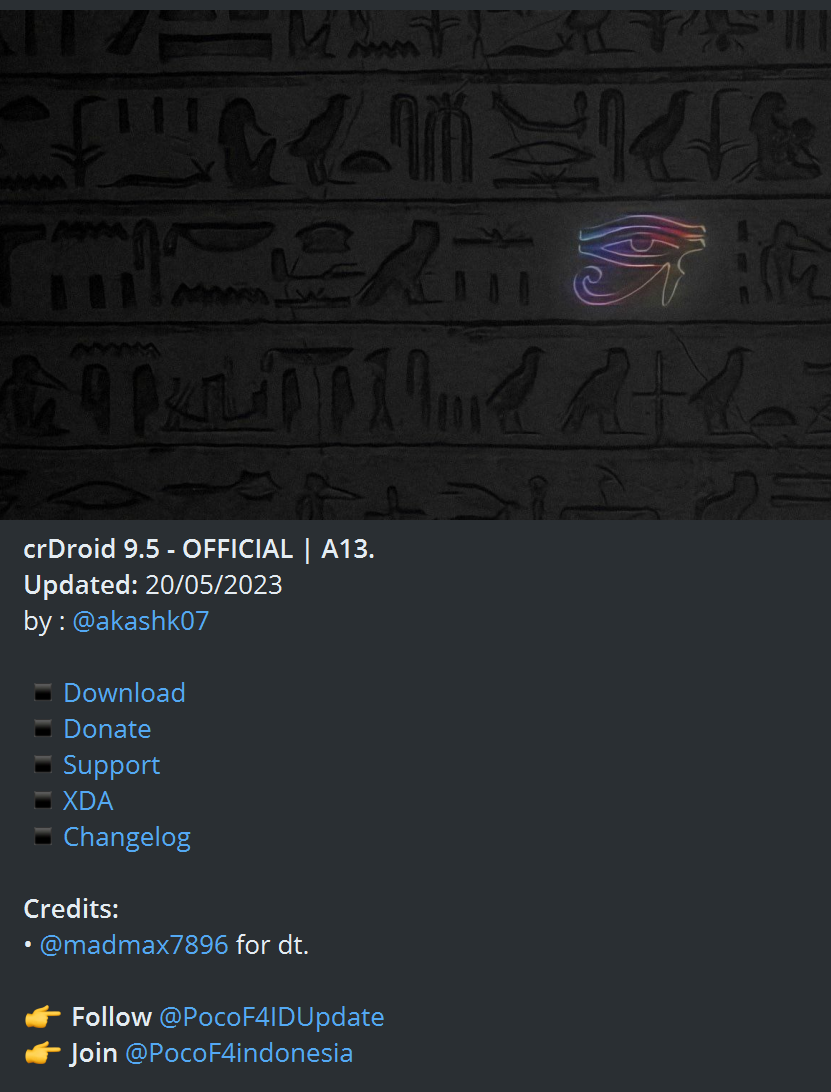 crDroid 9.5 - OFFICIAL | A13.
Updated: 20/05/2023
by : @akashk07
▪️ Download
▪️ Donate
▪️ Support
▪️ XDA
▪️ Changelog
Credits:
• @madmax7896 for dt.
👉 Follow @PocoF4IDUpdate
👉 Join @PocoF4indonesia